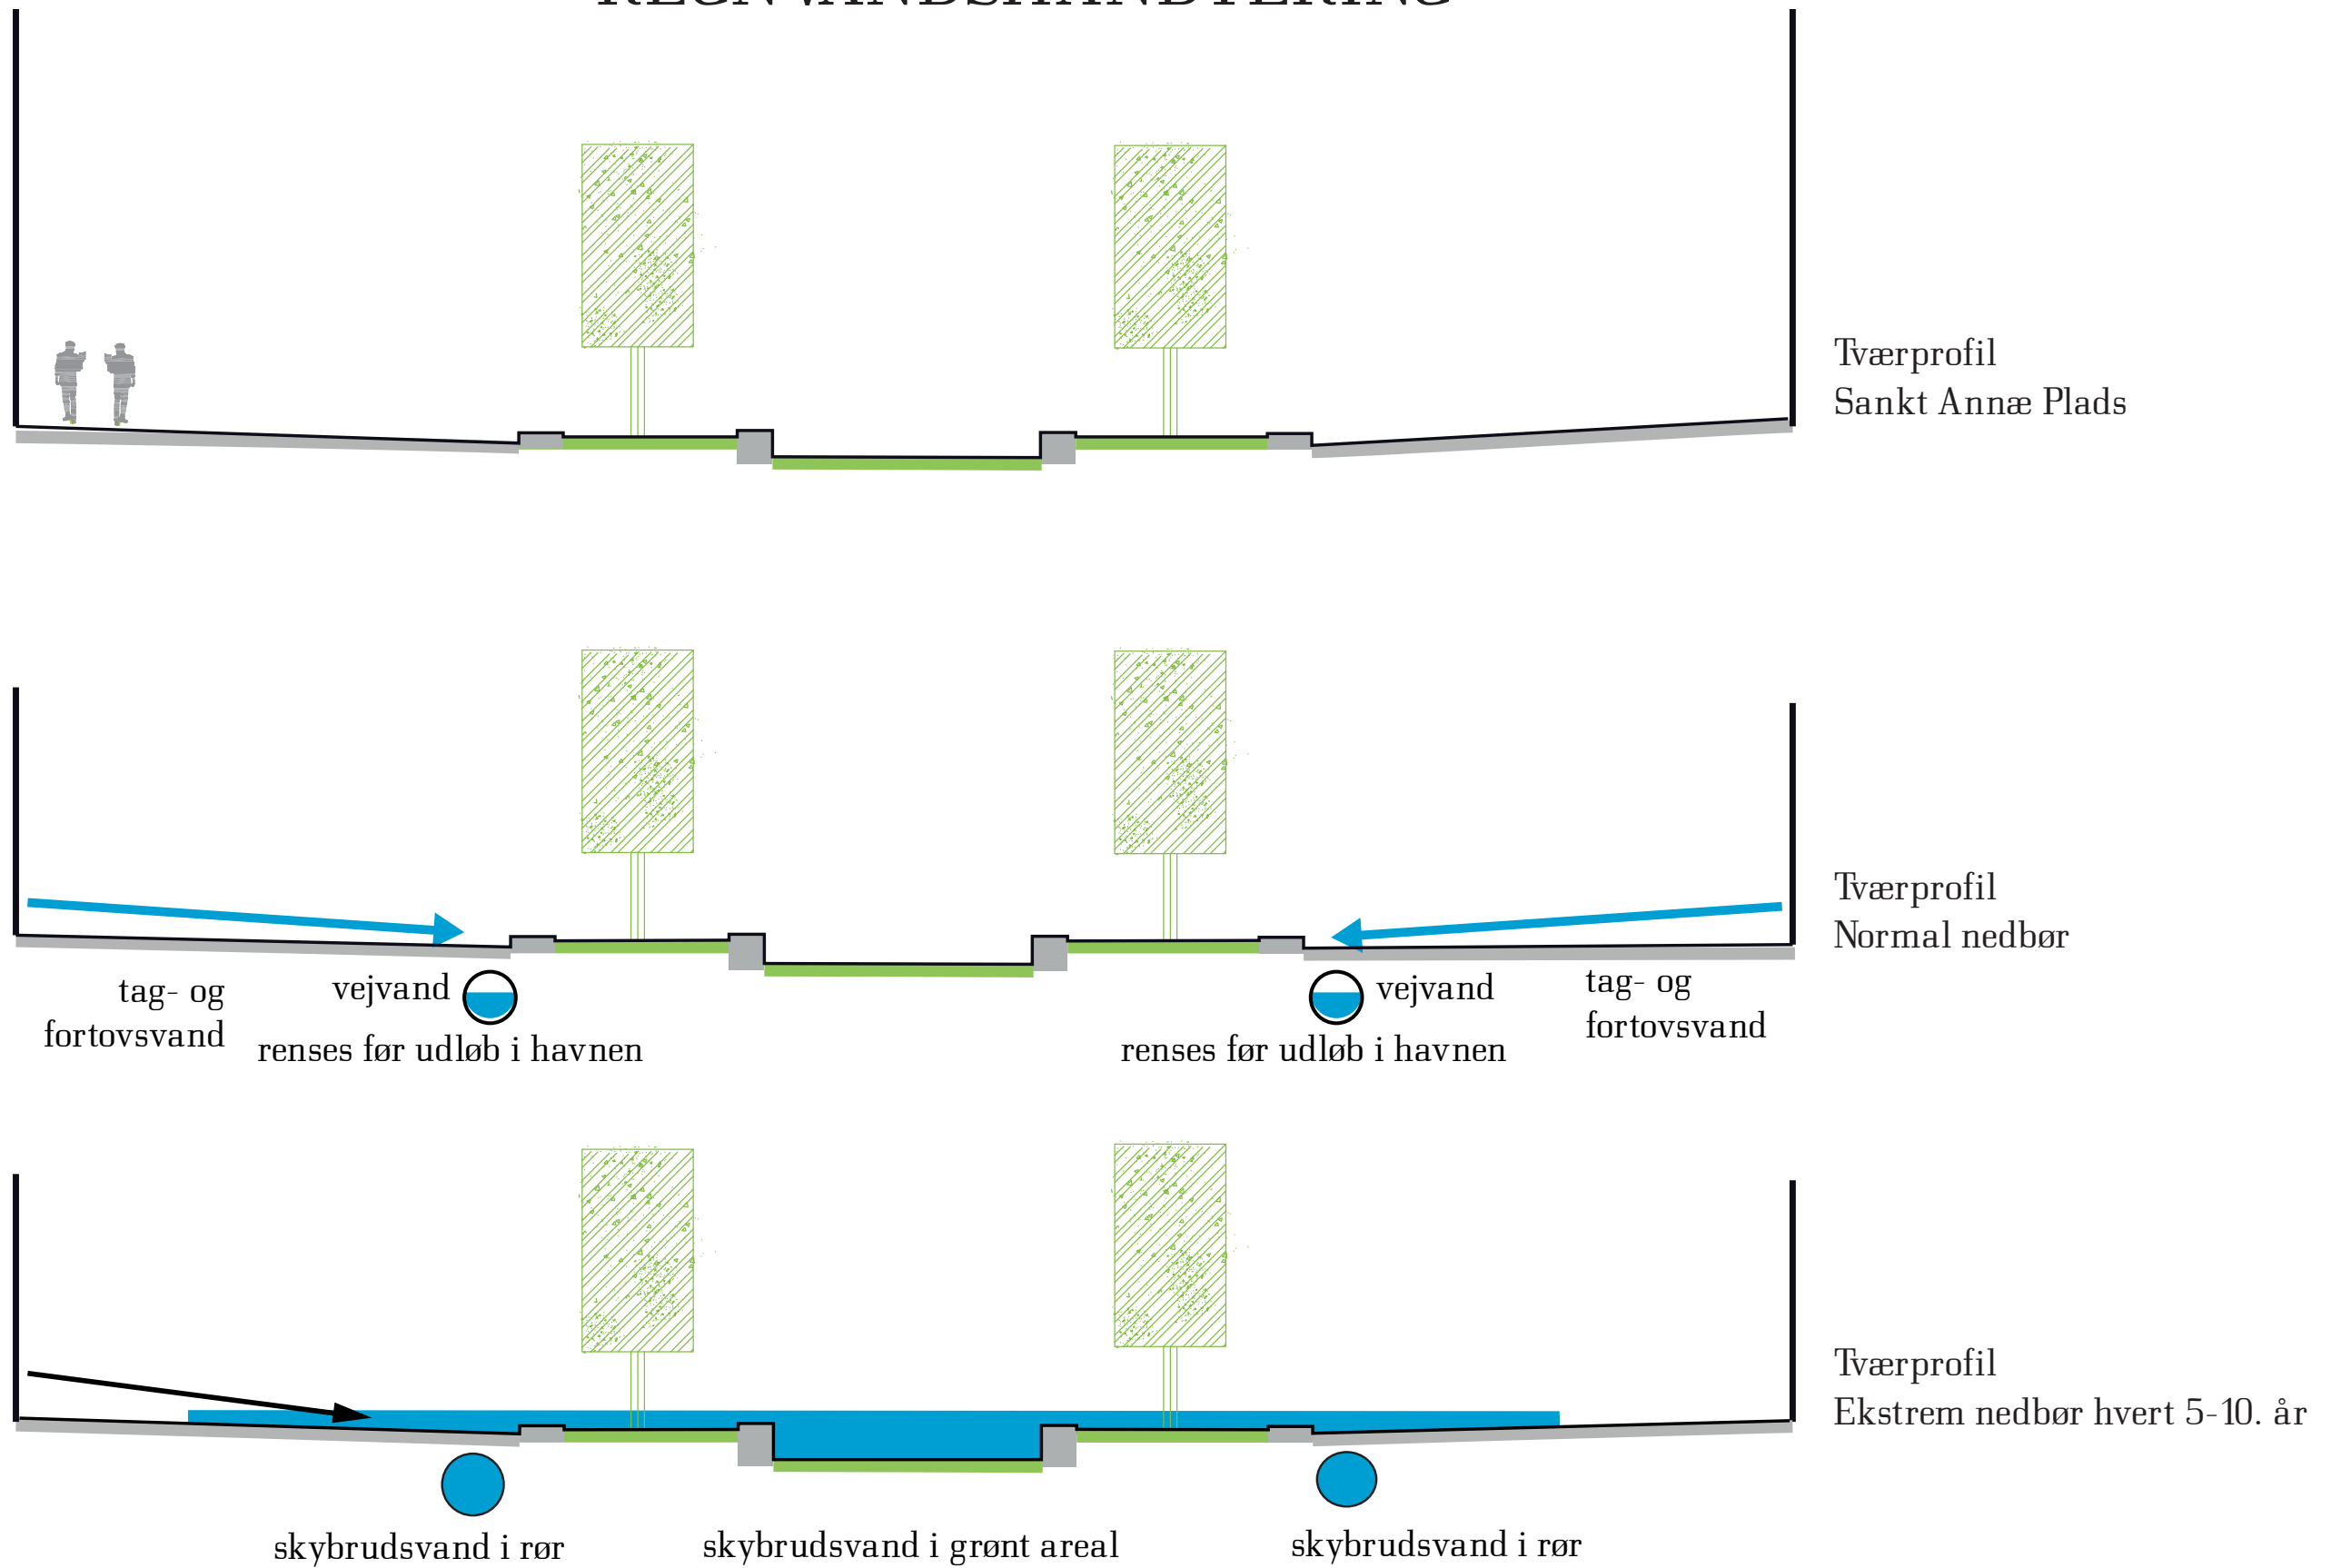 REGNVANDSHÅNDTERING
Tværprofil
Sankt Annæ Plads
Tværprofil
Normal nedbør
tag- og
fortovsvand
vejvand
renses før udløb i havnen
vejvand
renses før udløb i havnen
tag- og
fortovsvand
Tværprofil
Ekstrem nedbør hvert 5-10. år
skybrudsvand i rør
skybrudsvand i grønt areal
skybrudsvand i rør